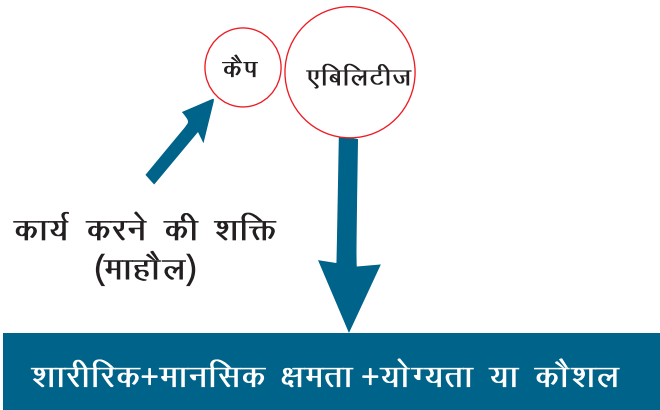 कैप
एबिलिटीज
कार्य करने की शक्ति
(माहौल)
शारीरिक+मानसिक क्षमता+योग्यता या कौशल